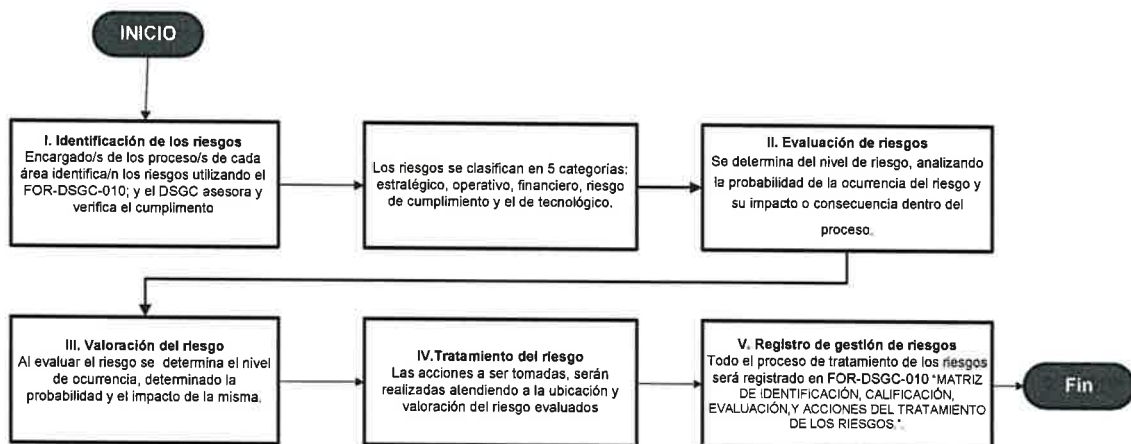 INICIO
I. Identificación de los riesgos
Encargado/s de los proceso/s de cada
área identifica/n los riesgos utilizando el
FOR-DSGC-010; y el DSGC asesora y
verifica el cumplimento
Los riesgos se clasifican en 5 categorías:
estratégico, operativo, financiero, riesgo
de cumplimiento y el de tecnológico.
II. Evaluación de riesgos
Se determina del nivel de riesgo, analizando
la probabilidad de la ocurrencia del riesgo y
su impacto o consecuencia dentro del
proceso.
III. Valoración del riesgo
Al evaluar el riesgo se determina el nivel
de ocurrencia, determinado la
probabilidad y el impacto de la misma.
IV.Tratamiento del riesgo
Las acciones a ser tomadas, serán
realizadas atendiendo a la ubicación y
valoración del riesgo evaluados
V. Registro de gestión de riesgos
Todo el proceso de tratamiento de los riesgos
será registrado en FOR-DSGC-010 "MATRIZ
DE IDENTIFICACIÓN, CALIFICACIÓN,
EVALUACIÓN,Y ACCIONES DEL TRATAMIENTO
DE LOS RIESGOS.".
Fin